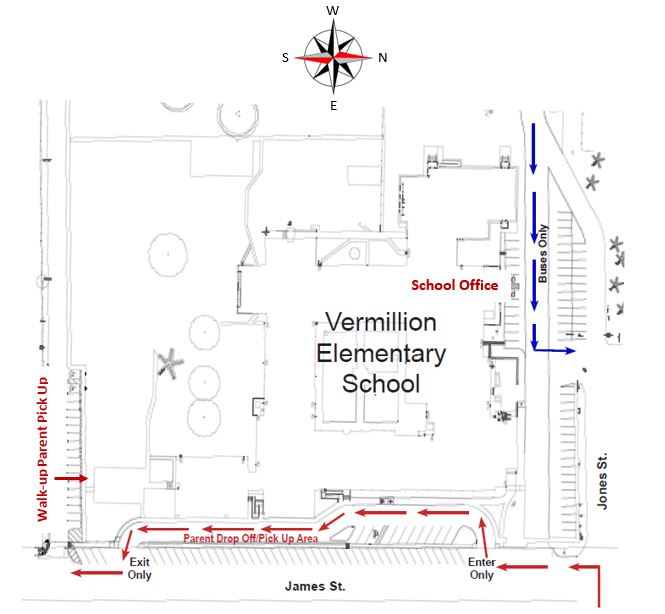 W
S
N
E
Buses Only
School Office
Vermillion
Elementary
School
Walk-up Parent Pick Up
Jones St.
Parent Drop Off/Pick Up Area
Exit
Only
Enter
Only
James St.